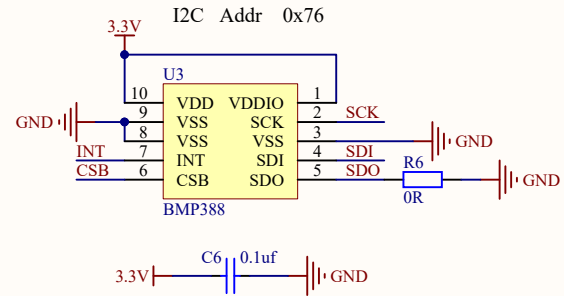 I2C Addr 0x76
3.3V
U3
10 VDD VDDIO 1
GND 9 VSS SCK 2 SCK
8 VSS VSS 3 GND
INT 7 INT SDI 4 SDI
CSB 6 CSB SDO 5 SDO R6 GND
0R
BMP388
C6 0.1uf
3.3V GND